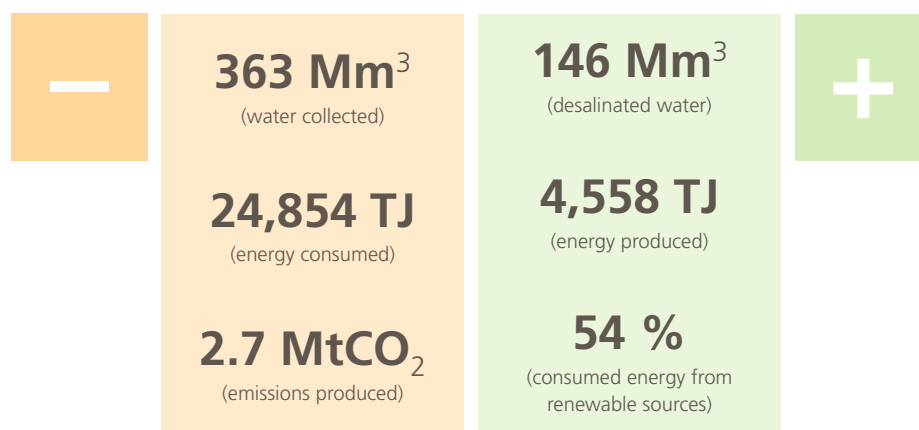 −
363 Mm³
(water collected)
24,854 TJ
(energy consumed)
2.7 MtCO₂
(emissions produced)
146 Mm³
(desalinated water)
4,558 TJ
(energy produced)
54 %
(consumed energy from
renewable sources)
+